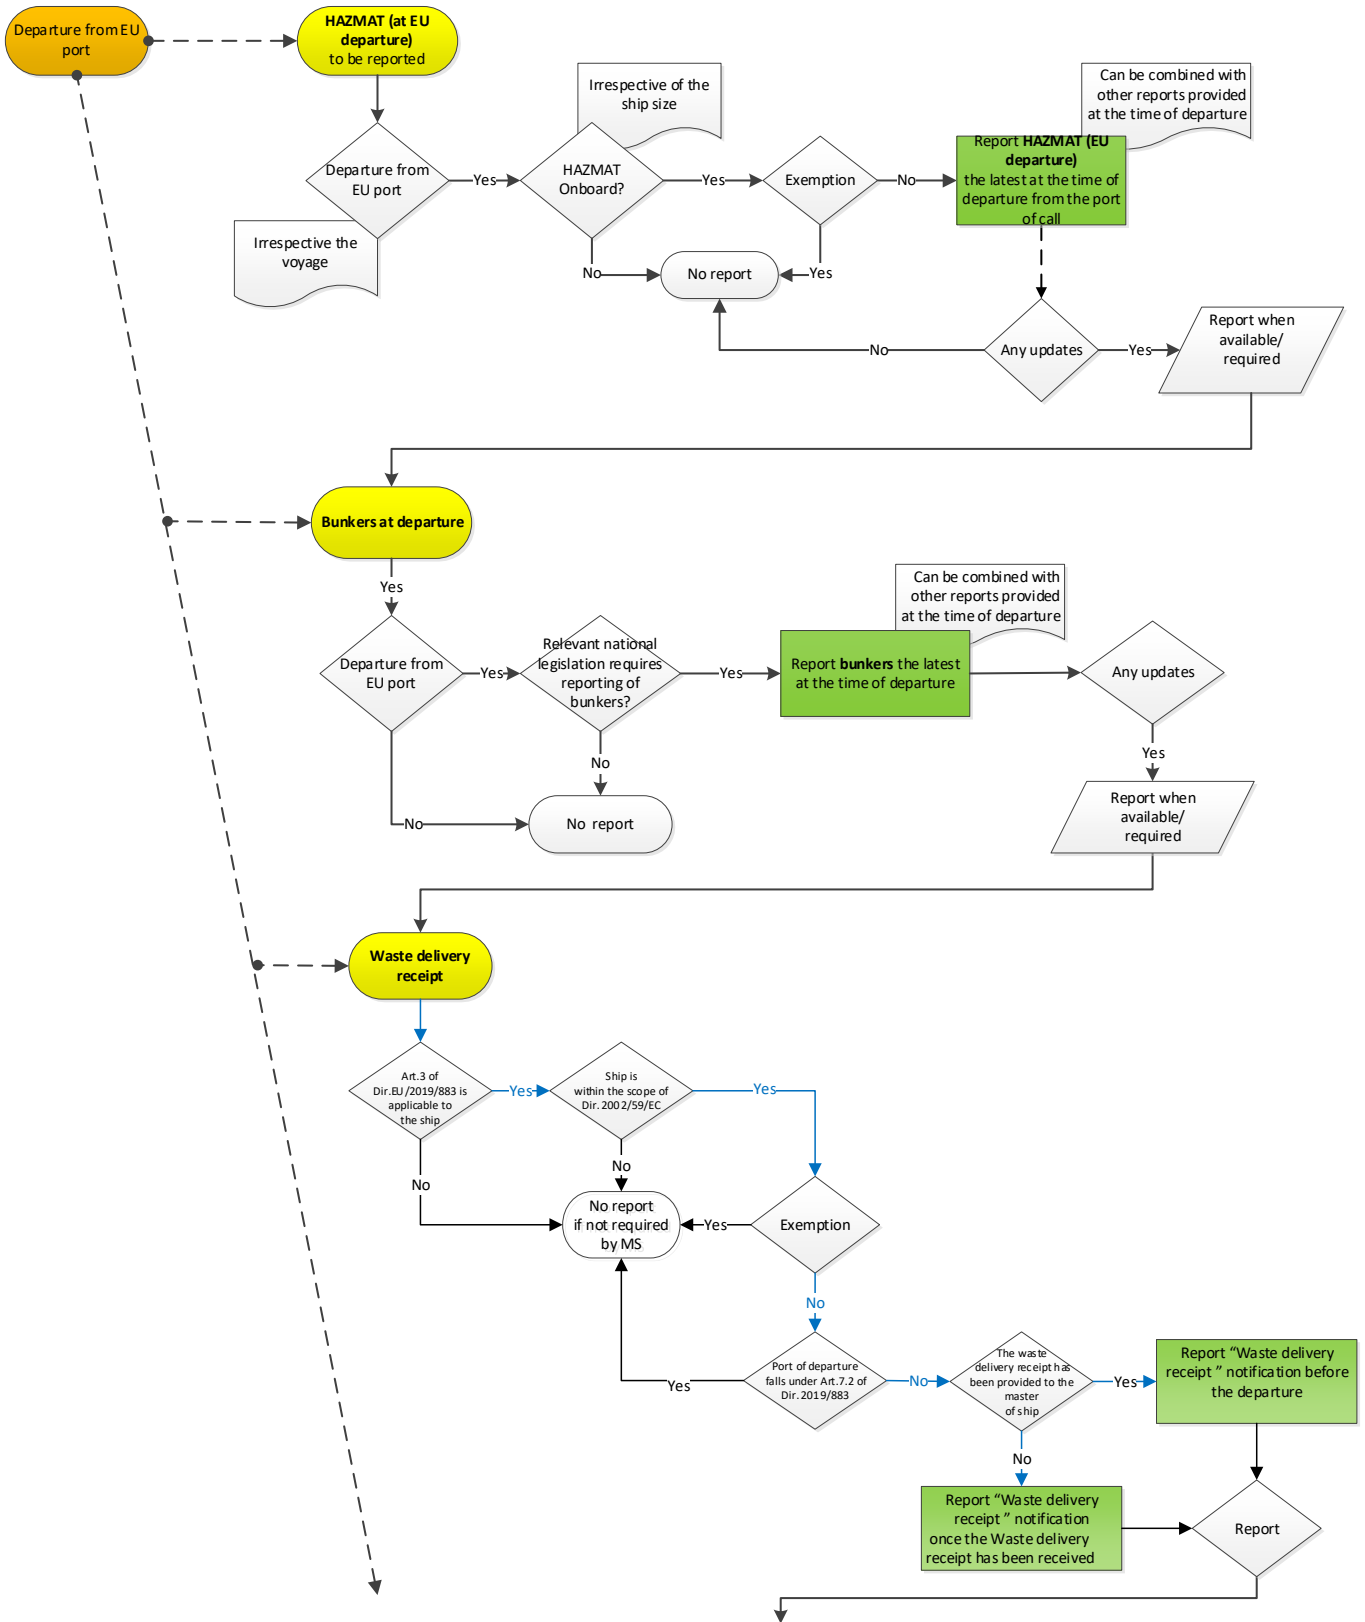 Departure from EU
port
HAZMAT (at EU
departure)
to be reported
Irrespective of the
ship size
Can be combined with
other reports provided
at the time of departure
Departure from
EU port
Yes
HAZMAT
Onboard?
Yes
Exemption
No
Report HAZMAT (EU
departure)
the latest at the time of
departure from the port
of call
Irrespective the
voyage
No
No report
Yes
No
Any updates
Yes
Report when
available/
required
Bunkers at departure
Yes
Can be combined with
other reports provided
at the time of departure
Departure from
EU port
Yes
Relevant national
legislation requires
reporting of
bunkers?
Yes
Report bunkers the latest
at the time of departure
Any updates
No
Yes
No
No report
Report when
available/
required
Waste delivery
receipt
Art.3 of
Dir.EU/2019/883 is
applicable to
the ship
Yes
Ship is
within the scope of
Dir. 2002/59/EC
Yes
No
No
No report
if not required
by MS
Yes
Exemption
No
Yes
Port of departure
falls under Art.7.2 of
Dir. 2019/883
No
The waste
delivery receipt has
been provided to the
master
of ship
Yes
Report “Waste delivery
receipt ” notification before
the departure
No
Report “Waste delivery
receipt ” notification
once the Waste delivery
receipt has been received
Report